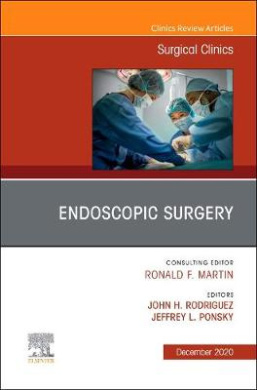 Clinics Review Articles
Surgical Clinics
ENDOSCOPIC SURGERY
CONSULTING EDITOR
RONALD F. MARTIN
EDITORS
JOHN H. RODRIGUEZ
JEFFREY L. PONSKY
ELSEVIER
December 2020